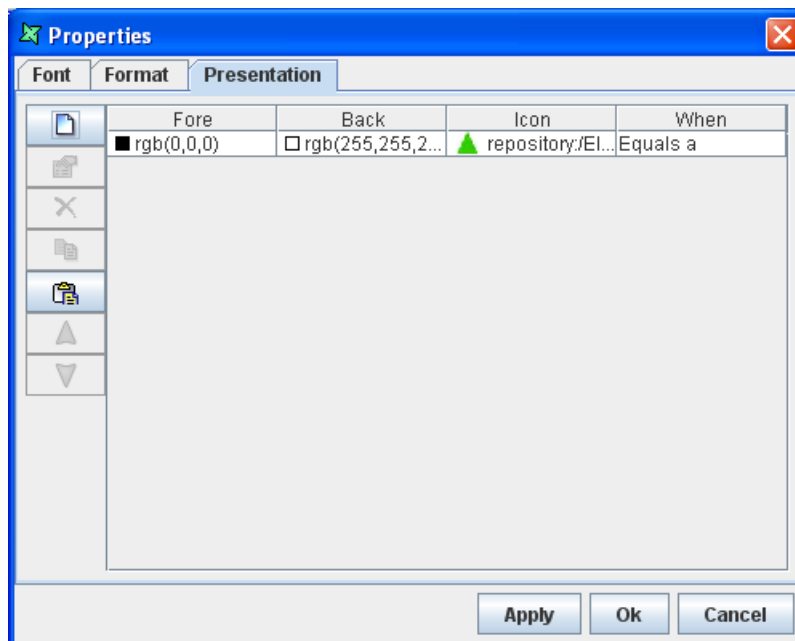 Properties
Font Format Presentation
Fore Back Icon When
rgb(0,0,0) rgb(255,255,2... repository:/El... Equals a
Apply Ok Cancel